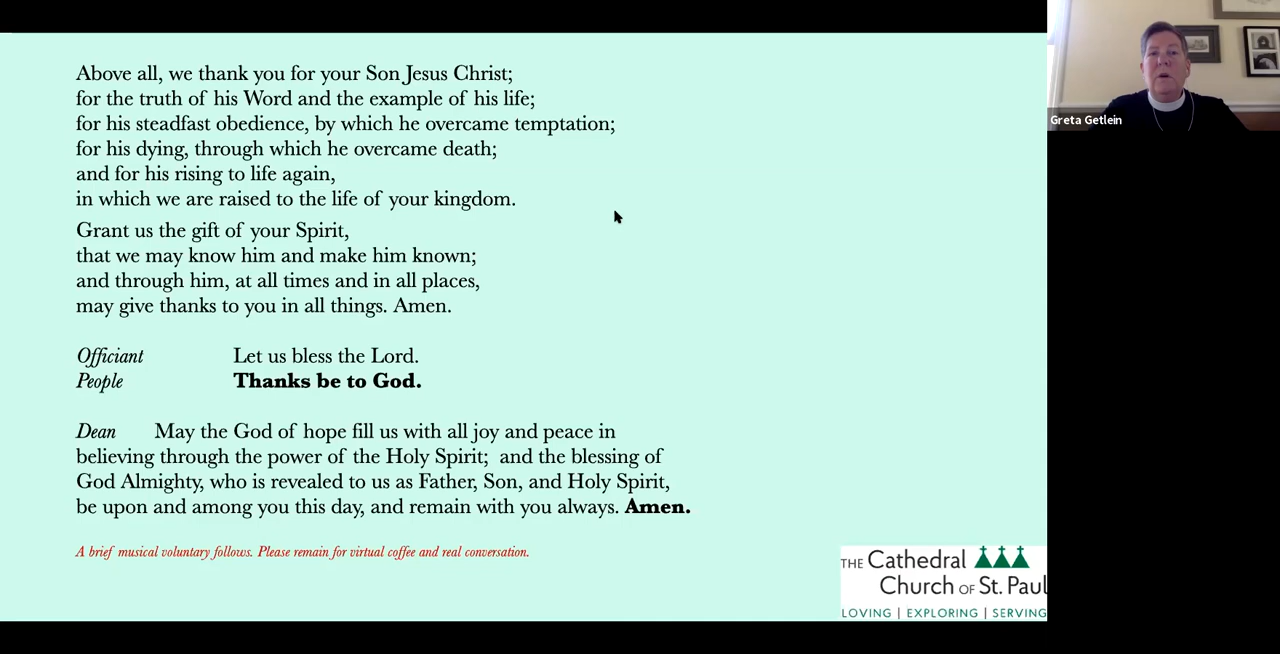 Above all, we thank you for your Son Jesus Christ;
for the truth of his Word and the example of his life;
for his steadfast obedience, by which he overcame temptation;
for his dying, through which he overcame death;
and for his rising to life again,
in which we are raised to the life of your kingdom.
Grant us the gift of your Spirit,
that we may know him and make him known;
and through him, at all times and in all places,
may give thanks to you in all things. Amen.
Officiant Let us bless the Lord.
People Thanks be to God.
Dean May the God of hope fill us with all joy and peace in
believing through the power of the Holy Spirit; and the blessing of
God Almighty, who is revealed to us as Father, Son, and Holy Spirit,
be upon and among you this day, and remain with you always. Amen.
A brief musical voluntary follows. Please remain for virtual coffee and real conversation.
THE Cathedral
Church OF St. Paul
LOVING | EXPLORING | SERVING
Greta Getlein